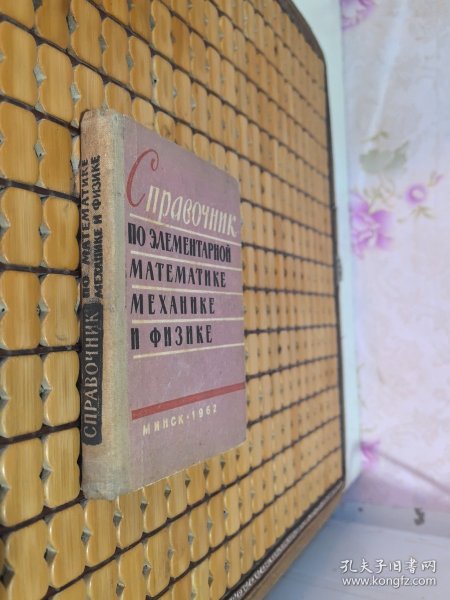 Справочник
ПО ЭЛЕМЕНТАРНОЙ
МАТЕМАТИКЕ
МЕХАНИКЕ
И ФИЗИКЕ
МИНСК • 1962
СПРАВОЧНИК
ПО МАТЕМАТИКЕ
МЕХАНИКЕ И ФИЗИКЕ
孔夫子旧书网
www.kongfz.com